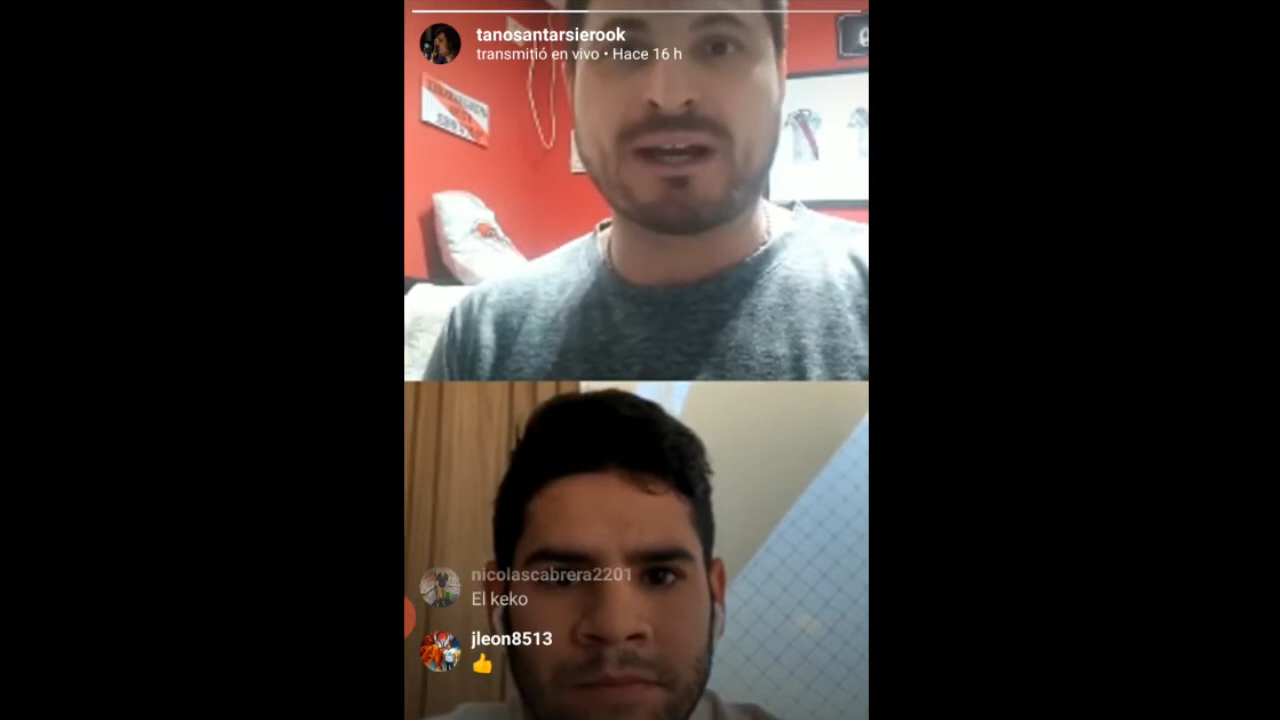 tanosantarsierook
transmitió en vivo • Hace 16 h
nicolascabrera2201
El keko
jleon8513
👍